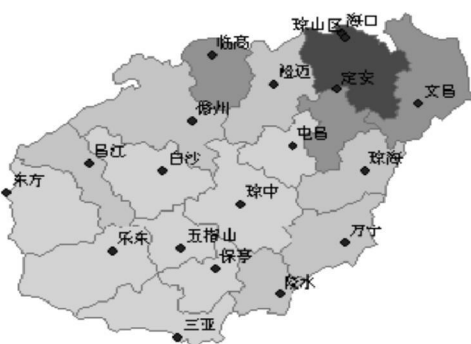 琼山区 海口
临高
澄迈
定安
文昌
儋州
屯昌
昌江
白沙
琼海
东方
琼中
乐东
五指山
万宁
保亭
陵水
三亚